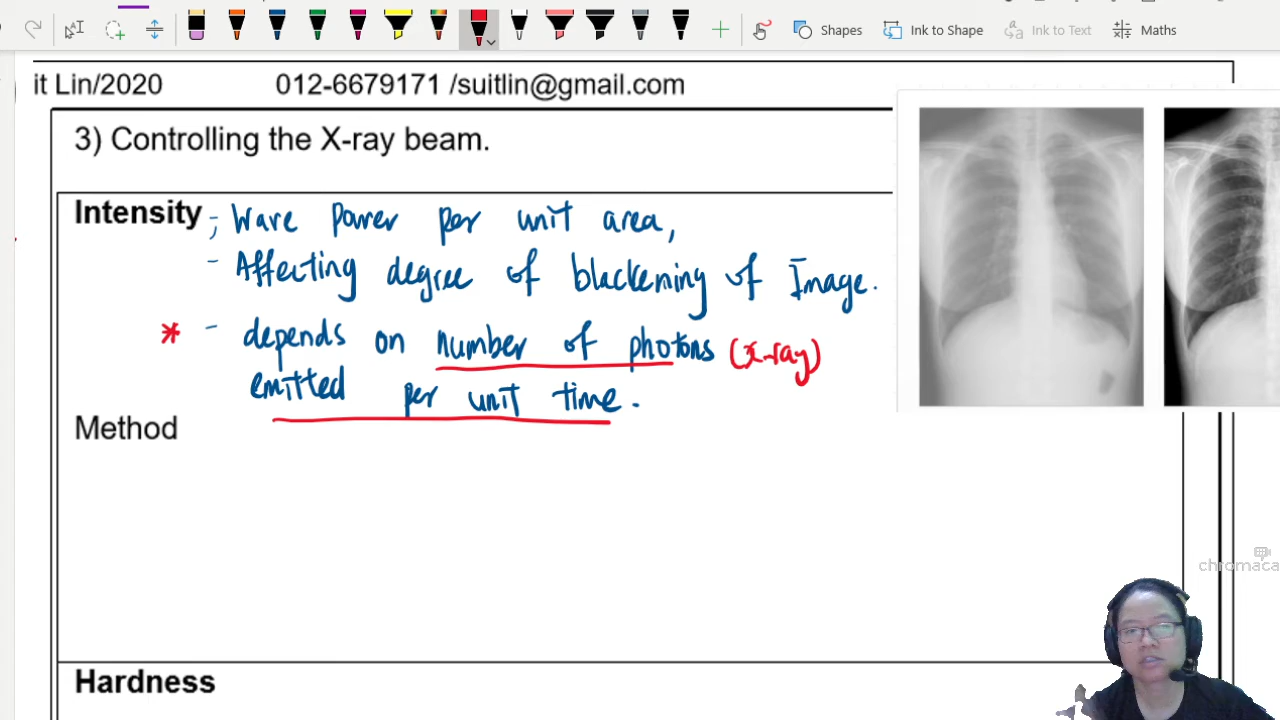 Shapes
Ink to Shape
Ink to Text
Maths
it Lin/2020 012-6679171 /suitlin@gmail.com
3) Controlling the X-ray beam.
Intensity ; Wave power per unit area,
- Affecting degree of blackening of Image.
* - depends on number of photons (x-ray)
emitted per unit time.
Method
chromaca
Hardness